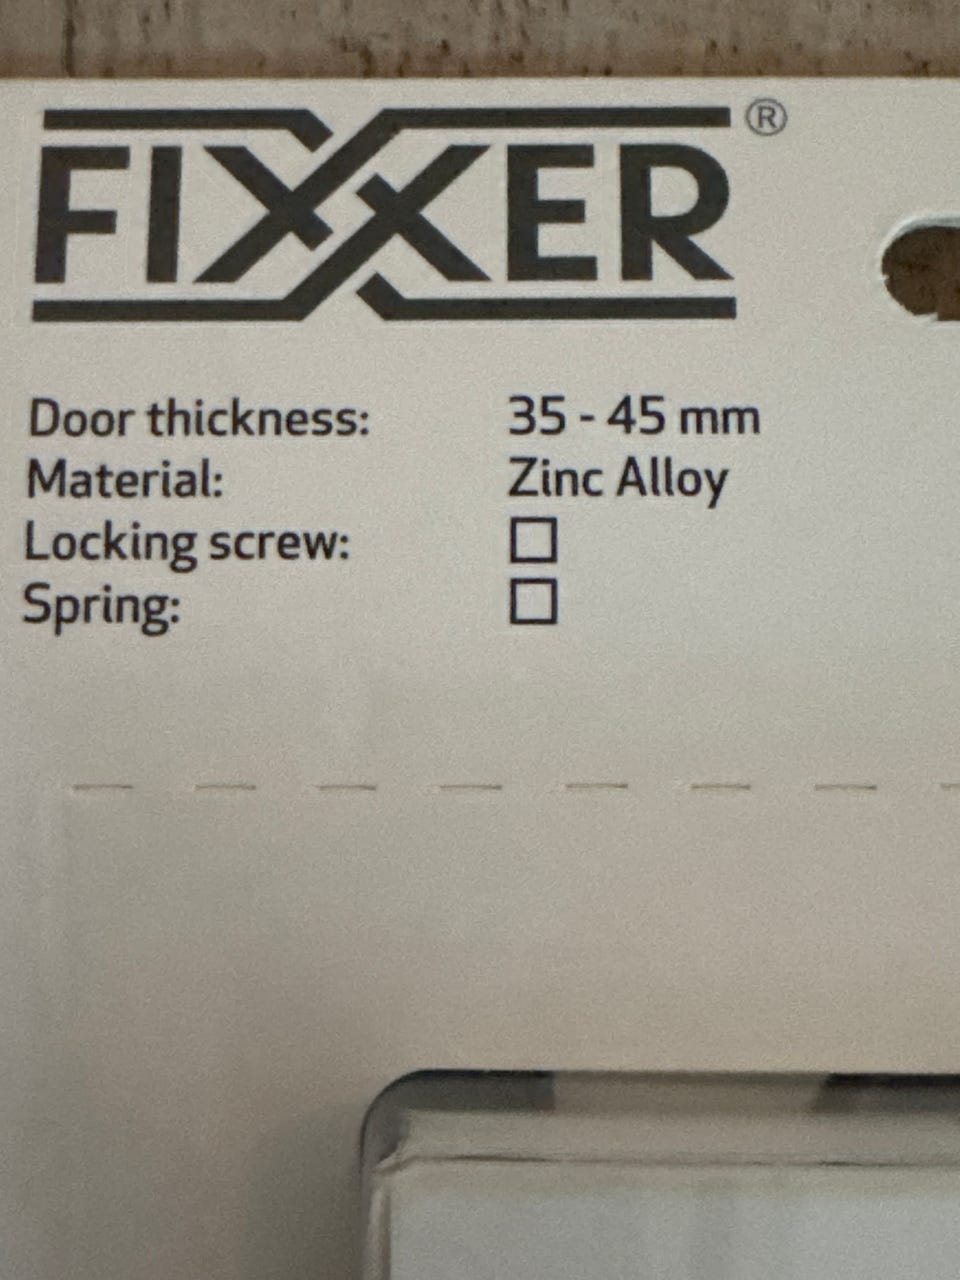 FIXXER®
Door thickness: 35 - 45 mm
Material: Zinc Alloy
Locking screw: ☐
Spring: ☐